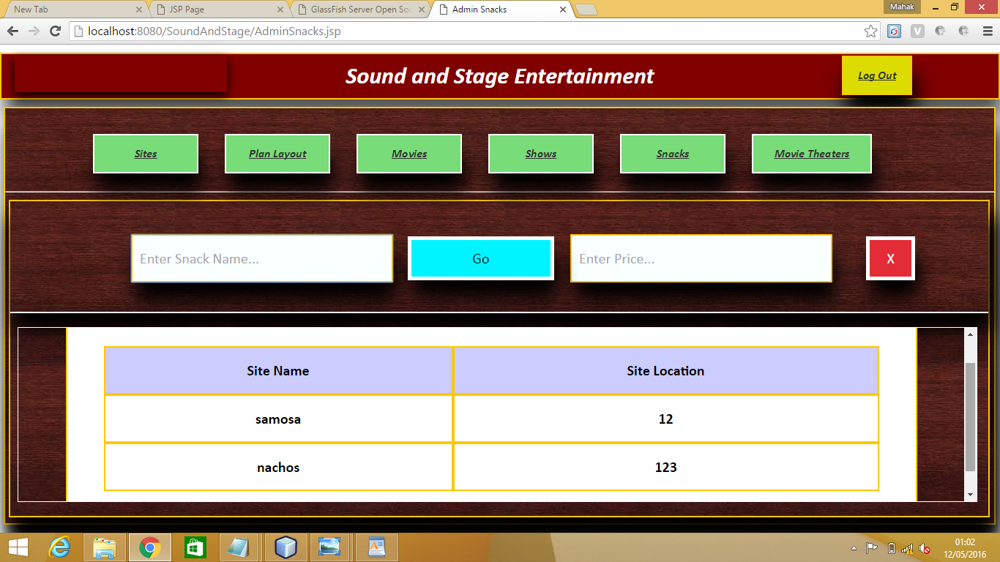 New Tab
JSP Page
GlassFish Server Open Sou
Admin Snacks
Mahak
localhost:8080/SoundAndStage/AdminSnacks.jsp
Sound and Stage Entertainment
Log Out
Sites
Plan Layout
Movies
Shows
Snacks
Movie Theaters
Enter Snack Name...
Go
Enter Price...
X
Site Name
Site Location
samosa
12
nachos
123
01:02
12/05/2016